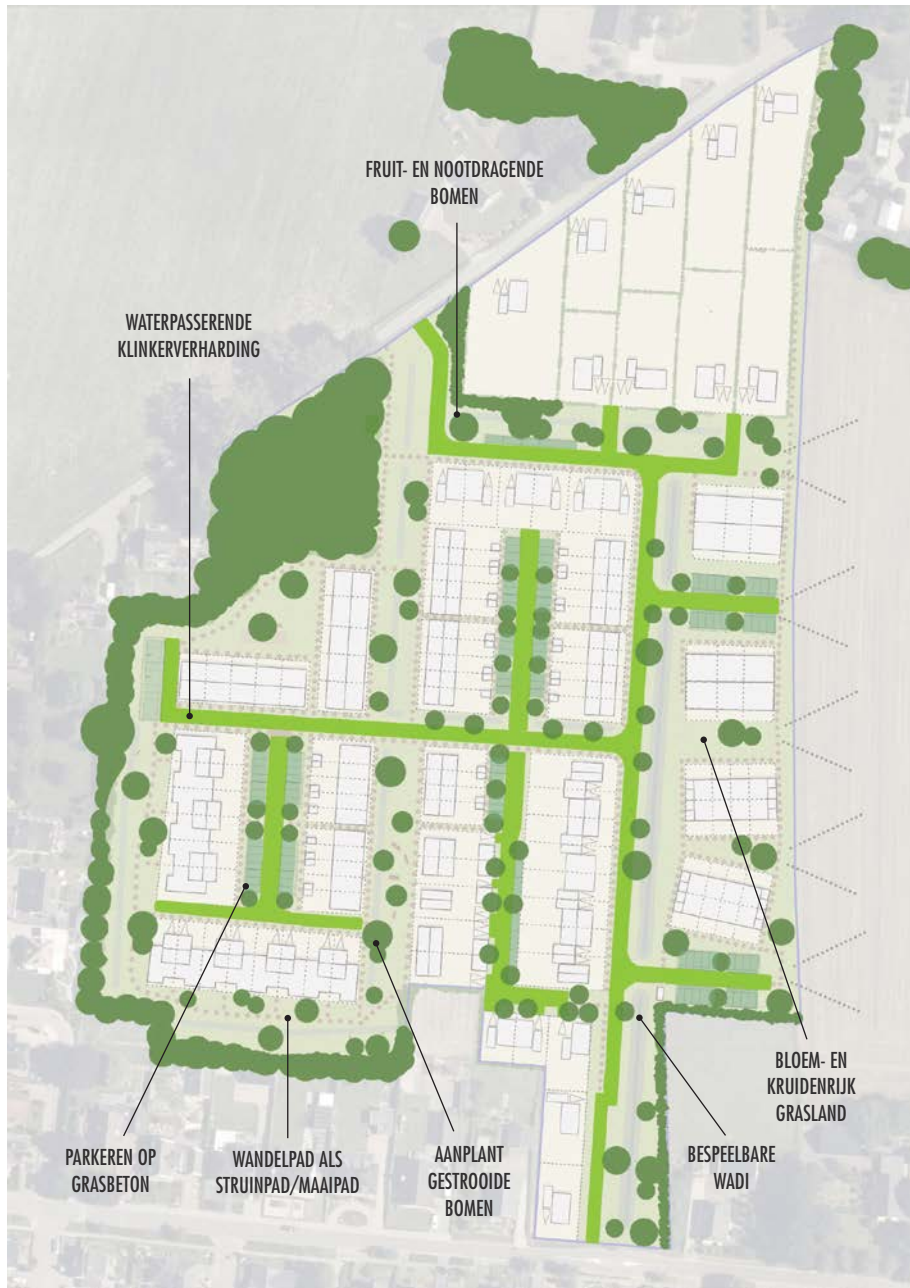 FRUIT- EN NOOTDRAGENDE
BOMEN
WATERPASSERENDE
KLINKERVERHARDING
PARKEREN OP
GRASBETON
WANDELPAD ALS
STRUINPAD/MAAIPAD
AANPLANT
GESTROOIDE
BOMEN
BESPEELBARE
WADI
BLOEM- EN
KRUIDENRIJK
GRASLAND